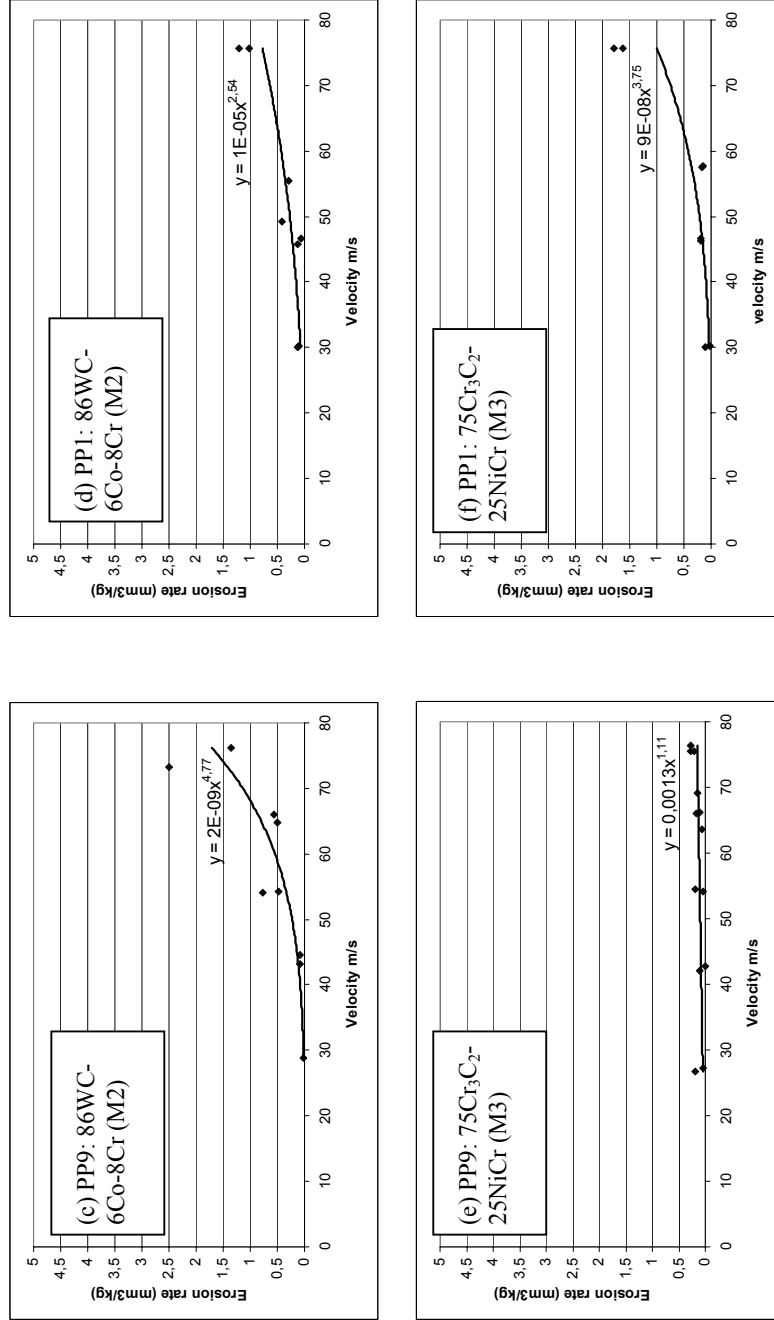 (c) PP9: 86WC-
6Co-8Cr (M2)
y = 2E-09x^4,77
5
4,5
4
3,5
3
2,5
2
1,5
1
0,5
0
Erosion rate (mm3/kg)
0 10 20 30 40 50 60 70 80
Velocity m/s
(d) PP1: 86WC-
6Co-8Cr (M2)
y = 1E-05x^2,54
5
4,5
4
3,5
3
2,5
2
1,5
1
0,5
0
Erosion rate (mm3/kg)
0 10 20 30 40 50 60 70 80
Velocity m/s
(e) PP9: 75Cr₃C₂-
25NiCr (M3)
y = 0,0013x^1,11
5
4,5
4
3,5
3
2,5
2
1,5
1
0,5
0
Erosion rate (mm3/kg)
0 10 20 30 40 50 60 70 80
Velocity m/s
(f) PP1: 75Cr₃C₂-
25NiCr (M3)
y = 9E-08x^3,75
5
4,5
4
3,5
3
2,5
2
1,5
1
0,5
0
Erosion rate (mm3/kg)
0 10 20 30 40 50 60 70 80
velocity m/s